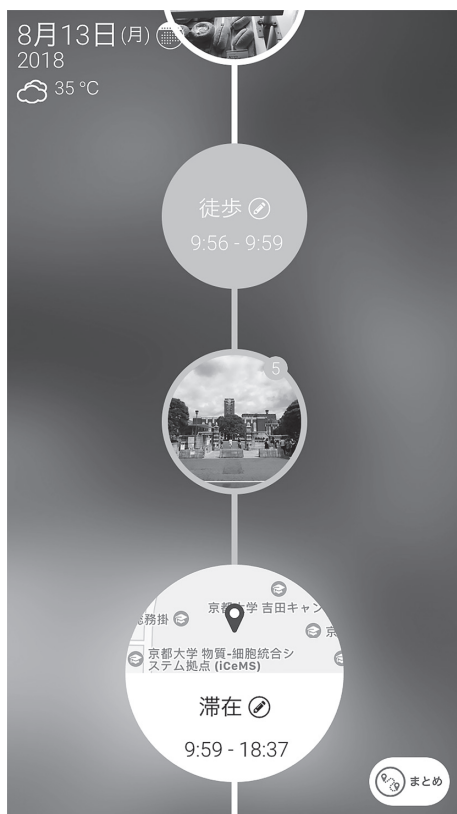 8月13日(月)
2018
35 °C
徒歩
9:56 - 9:59
5
京都大学 吉田キャン
務掛
京
京都大学 物質-細胞統合シ
ステム拠点 (iCeMS)
滞在
9:59 - 18:37
まとめ